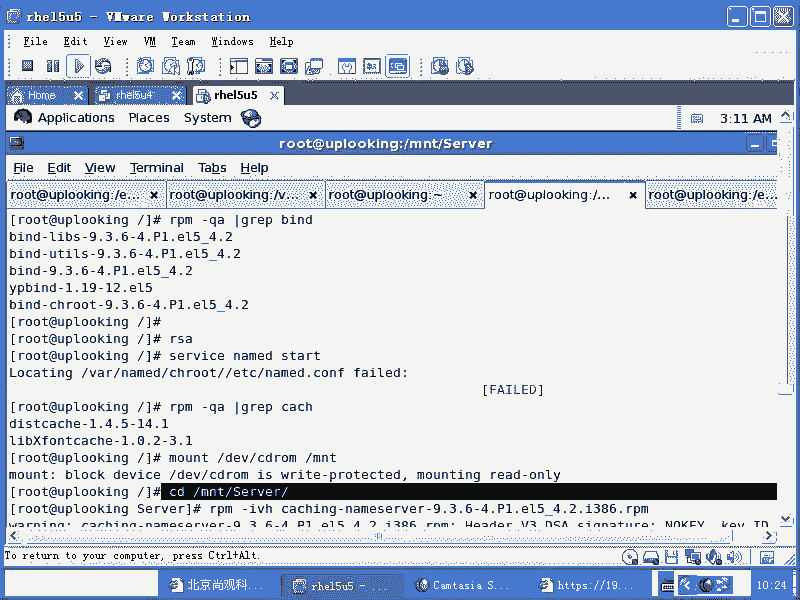 rhel5u5 - VMware Workstation
File Edit View VM Team Windows Help
Home rhel5u4 rhel5u5
Applications Places System 3:11 AM
root@uplooking:/mnt/Server
File Edit View Terminal Tabs Help
root@uplooking:/e... root@uplooking:/v... root@uplooking:~ root@uplooking:/... root@uplooking:/e...
[root@uplooking /]# rpm -qa |grep bind
bind-libs-9.3.6-4.P1.el5_4.2
bind-utils-9.3.6-4.P1.el5_4.2
bind-9.3.6-4.P1.el5_4.2
ypbind-1.19-12.el5
bind-chroot-9.3.6-4.P1.el5_4.2
[root@uplooking /]#
[root@uplooking /]# rsa
[root@uplooking /]# service named start
Locating /var/named/chroot//etc/named.conf failed:
[FAILED]
[root@uplooking /]# rpm -qa |grep cach
distcache-1.4.5-14.1
libXfontcache-1.0.2-3.1
[root@uplooking /]# mount /dev/cdrom /mnt
mount: block device /dev/cdrom is write-protected, mounting read-only
[root@uplooking /]# cd /mnt/Server/
[root@uplooking Server]# rpm -ivh caching-nameserver-9.3.6-4.P1.el5_4.2.i386.rpm
warning: caching-nameserver-9.3.6-4.P1.el5_4.2.i386.rpm: Header V3 DSA signature: NOKEY, key ID
To return to your computer, press Ctrl+Alt.
北京尚观科... rhel5u5 - ... Camtasia S... https://19... 10:24